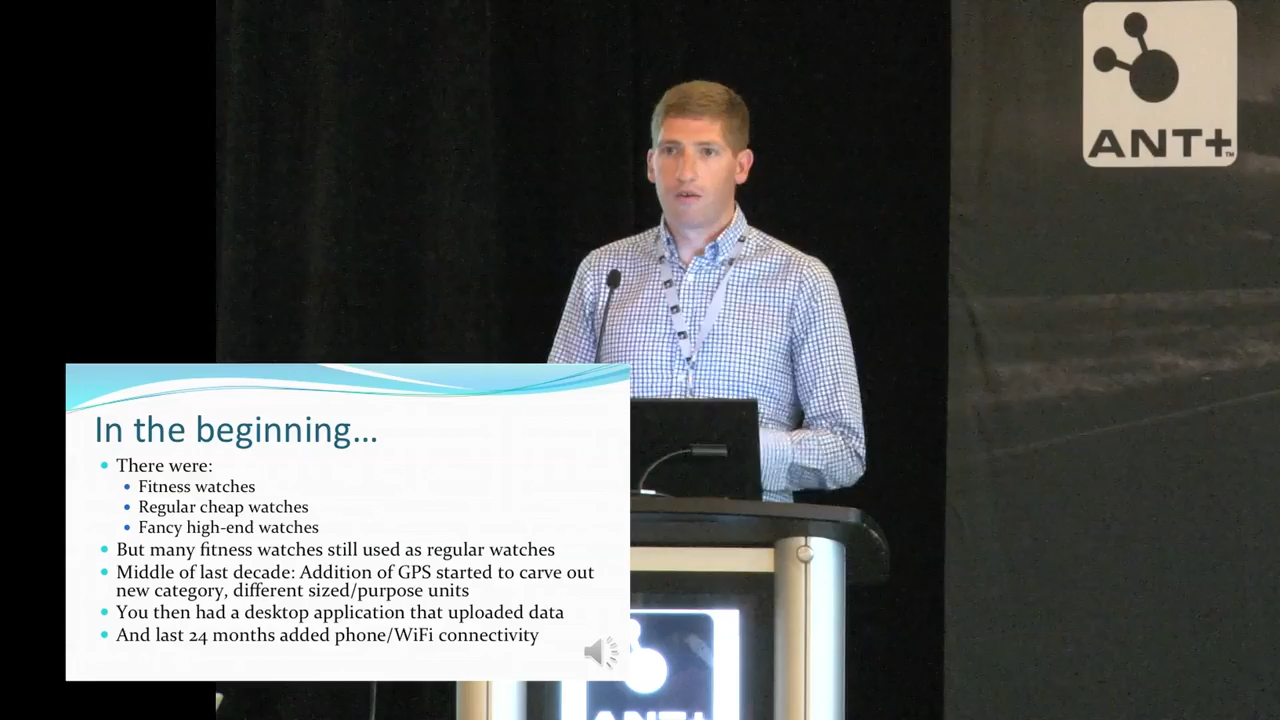 ANT+™
In the beginning...
• There were:
• Fitness watches
• Regular cheap watches
• Fancy high-end watches
• But many fitness watches still used as regular watches
• Middle of last decade: Addition of GPS started to carve out
new category, different sized/purpose units
• You then had a desktop application that uploaded data
• And last 24 months added phone/WiFi connectivity
ANT+